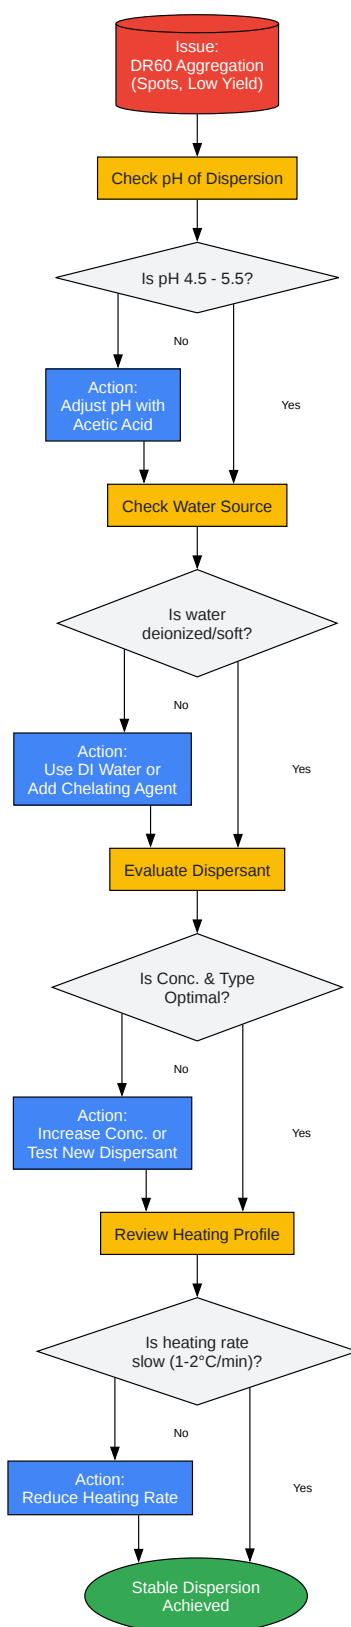 Issue:
DR60 Aggregation
(Spots, Low Yield)
Check pH of Dispersion
Is pH 4.5 - 5.5?
No
Action:
Adjust pH with
Acetic Acid
Yes
Check Water Source
Is water
deionized/soft?
No
Action:
Use DI Water or
Add Chelating Agent
Yes
Evaluate Dispersant
Is Conc. & Type
Optimal?
No
Action:
Increase Conc. or
Test New Dispersant
Yes
Review Heating Profile
Is heating rate
slow (1-2°C/min)?
No
Action:
Reduce Heating Rate
Yes
Stable Dispersion
Achieved